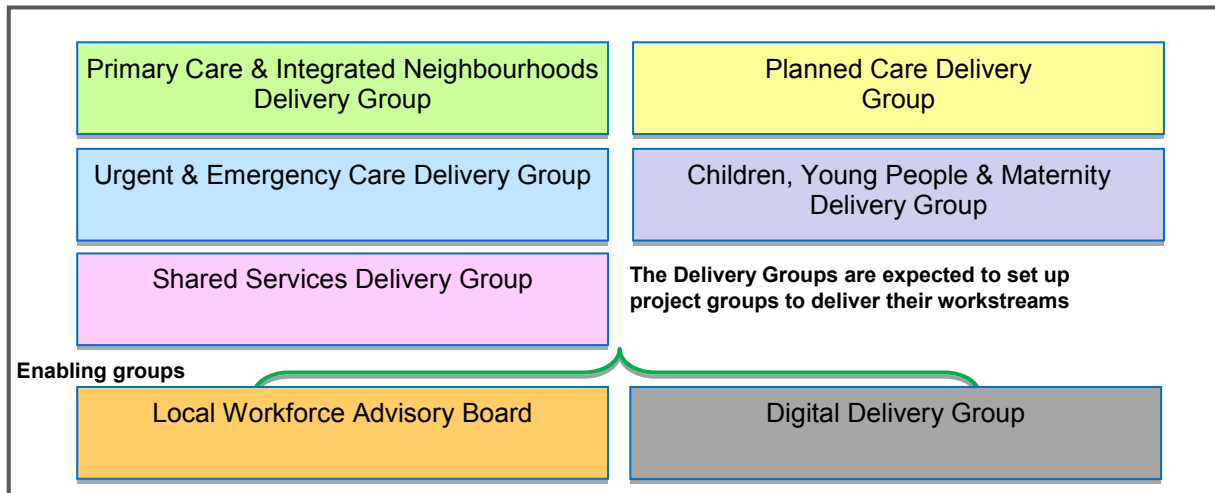 Primary Care & Integrated Neighbourhoods
Delivery Group
Planned Care Delivery
Group
Urgent & Emergency Care Delivery Group
Children, Young People & Maternity
Delivery Group
Shared Services Delivery Group
The Delivery Groups are expected to set up
project groups to deliver their workstreams
Enabling groups
Local Workforce Advisory Board
Digital Delivery Group